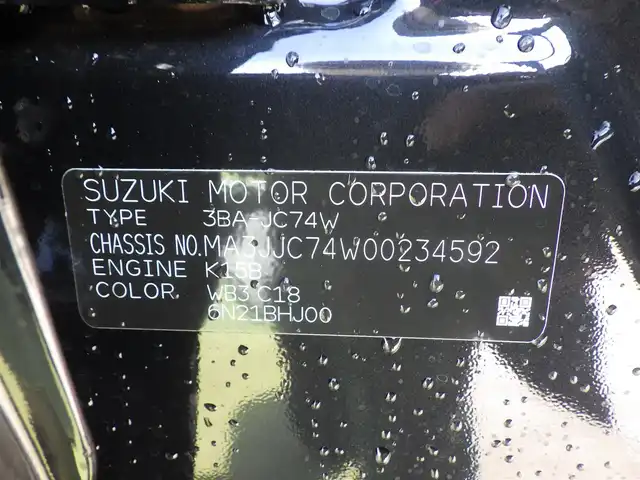 SUZUKI MOTOR CORPORATION
TYPE 3BA-JC74W
CHASSIS NO. MA3JJC74W00234592
ENGINE K15B
COLOR WB3 C18
6N21BHJ00